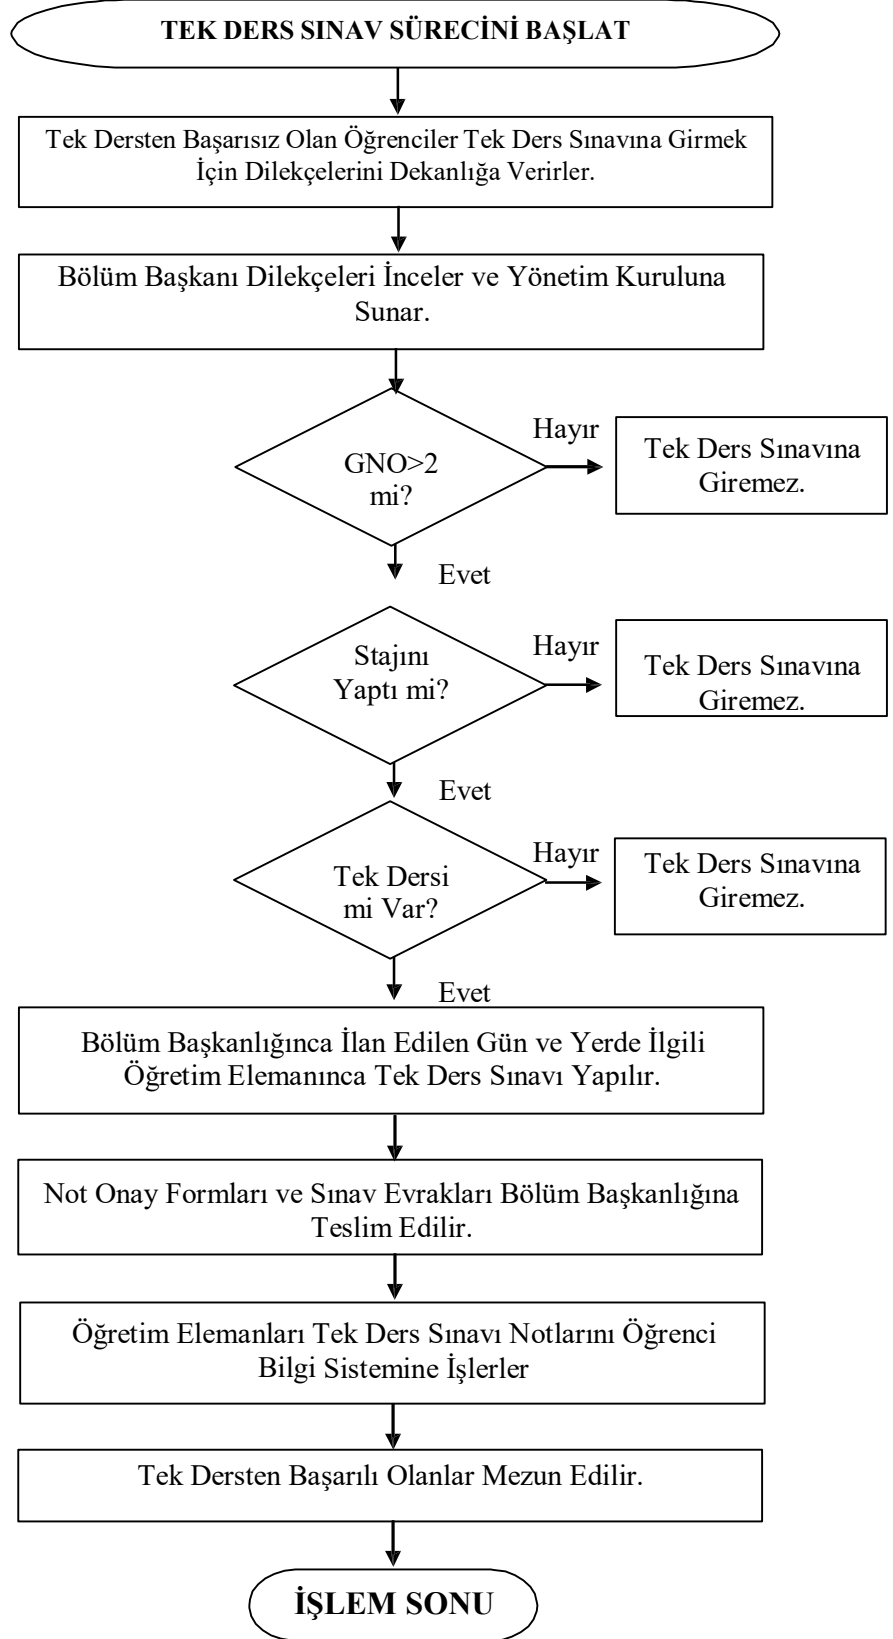 TEK DERS SINAV SÜRECİNİ BAŞLAT
Tek Dersten Başarısız Olan Öğrenciler Tek Ders Sınavına Girmek
İçin Dilekçelerini Dekanlığa Verirler.
Bölüm Başkanı Dilekçeleri İnceler ve Yönetim Kuruluna
Sunar.
GNO>2
mi?
Hayır
Tek Ders Sınavına
Giremez.
Evet
Stajını
Yaptı mi?
Hayır
Tek Ders Sınavına
Giremez.
Evet
Tek Dersi
mi Var?
Hayır
Tek Ders Sınavına
Giremez.
Evet
Bölüm Başkanlığınca İlan Edilen Gün ve Yerde İlgili
Öğretim Elemanınca Tek Ders Sınavı Yapılır.
Not Onay Formları ve Sınav Evrakları Bölüm Başkanlığına
Teslim Edilir.
Öğretim Elemanları Tek Ders Sınavı Notlarını Öğrenci
Bilgi Sistemine İşlerler
Tek Dersten Başarılı Olanlar Mezun Edilir.
İŞLEM SONU